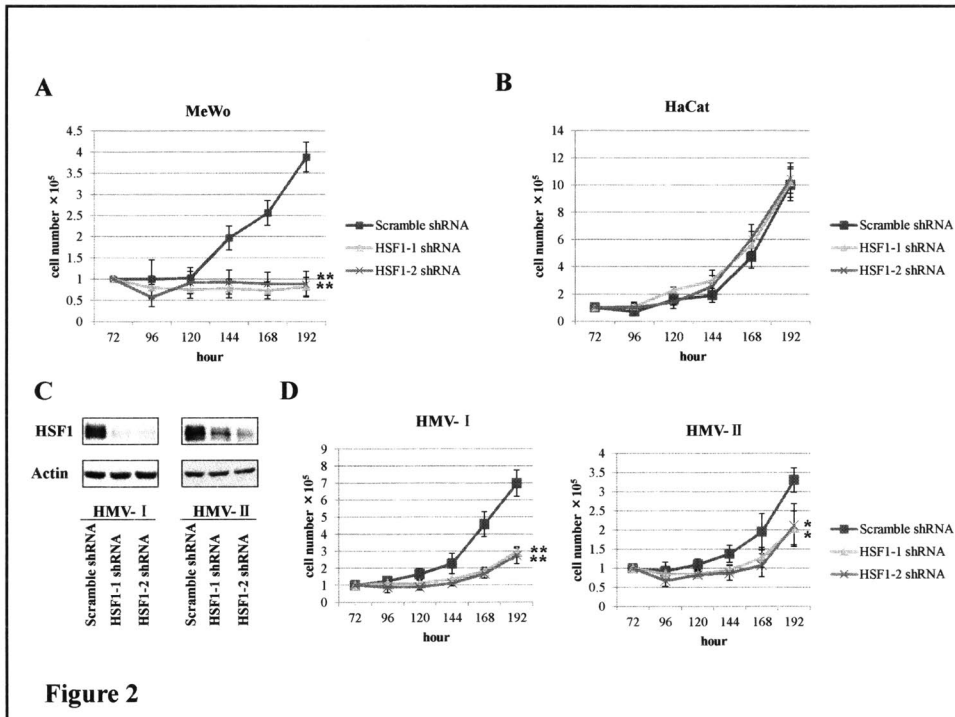 A
MeWo
cell number ×10⁵
4.5
4
3.5
3
2.5
2
1.5
1
0.5
0
72 96 120 144 168 192
hour
**
**
Scramble shRNA
HSF1-1 shRNA
HSF1-2 shRNA
B
HaCat
cell number ×10⁵
14
12
10
8
6
4
2
0
72 96 120 144 168 192
hour
Scramble shRNA
HSF1-1 shRNA
HSF1-2 shRNA
C
HSF1
Actin
HMV-Ⅰ HMV-Ⅱ
Scramble shRNA
HSF1-1 shRNA
HSF1-2 shRNA
Scramble shRNA
HSF1-1 shRNA
HSF1-2 shRNA
D
HMV-Ⅰ
cell number ×10⁵
9
8
7
6
5
4
3
2
1
0
72 96 120 144 168 192
hour
**
**
HMV-Ⅱ
cell number ×10⁵
4
3.5
3
2.5
2
1.5
1
0.5
0
72 96 120 144 168 192
hour
*
*
Scramble shRNA
HSF1-1 shRNA
HSF1-2 shRNA
Figure 2